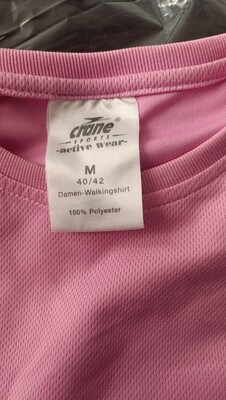 crane®
SPORTS
-active wear-
M
40/42
Damen-Walkingshirt
100% Polyester